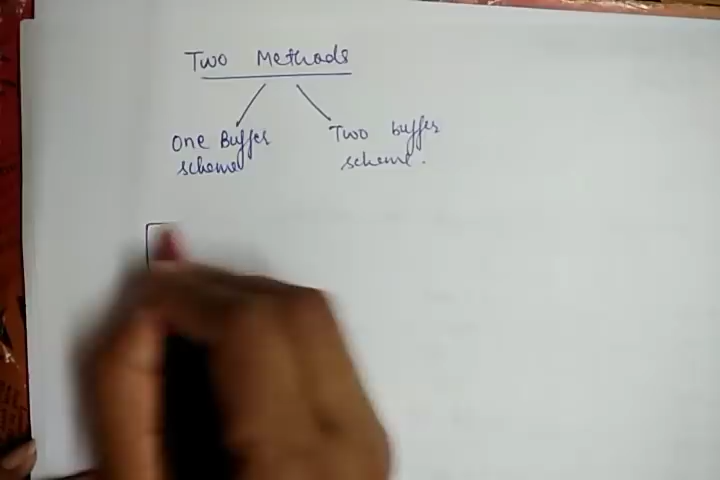 Two Methods
One Buffer
scheme
Two buffer
scheme.